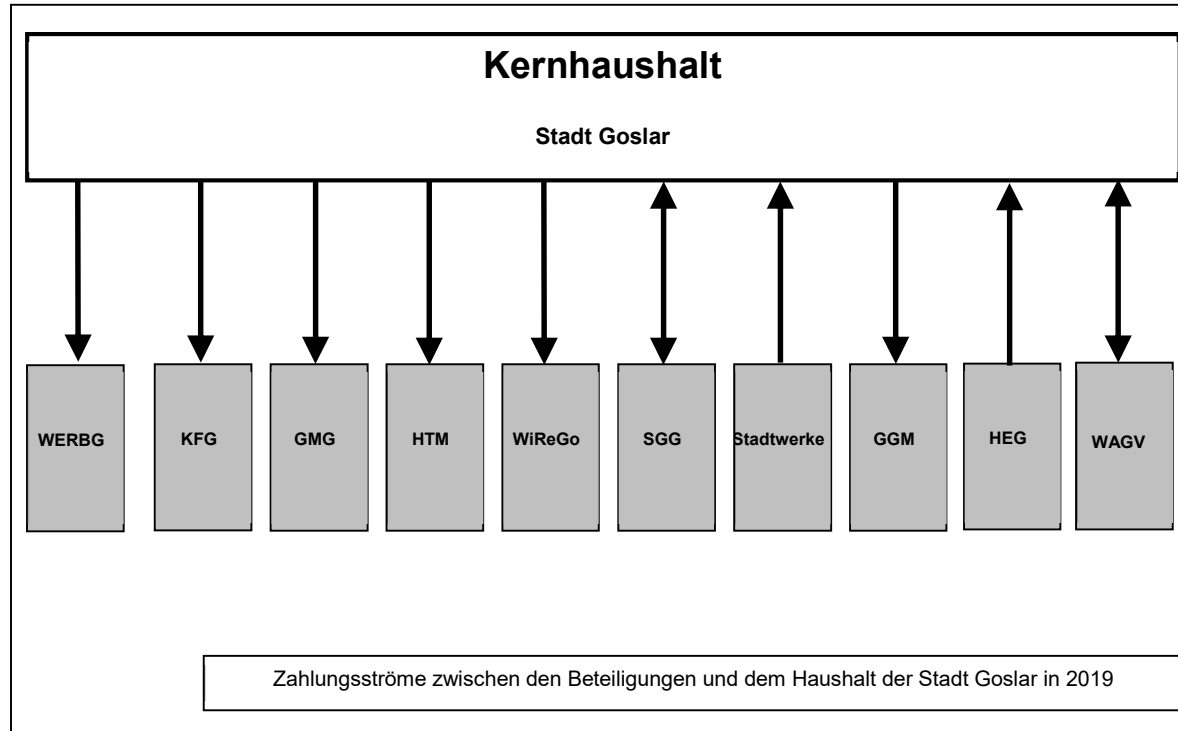 Kernhaushalt
Stadt Goslar
WERBG
KFG
GMG
HTM
WiReGo
SGG
Stadtwerke
GGM
HEG
WAGV
Zahlungsströme zwischen den Beteiligungen und dem Haushalt der Stadt Goslar in 2019